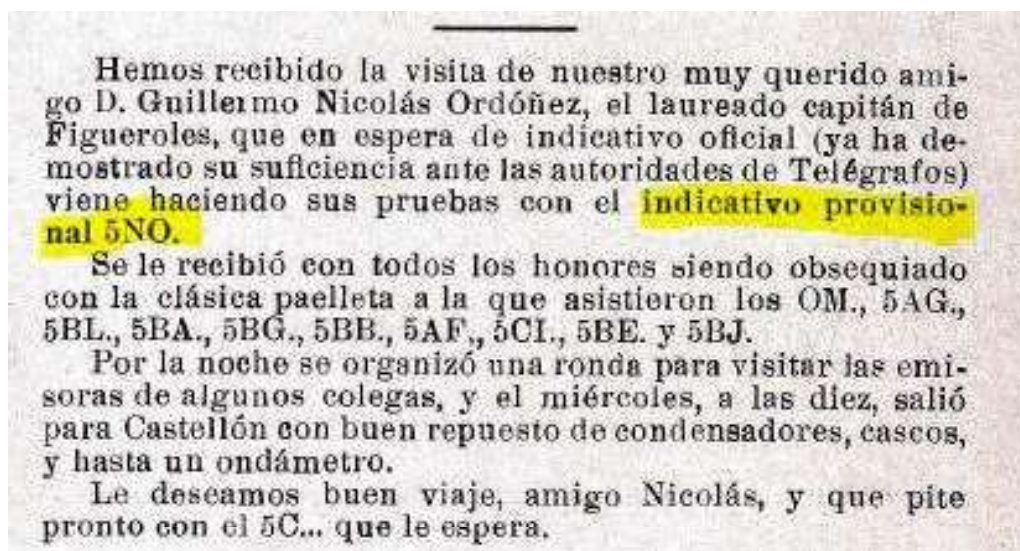 Hemos recibido la visita de nuestro muy querido ami-
go D. Guillermo Nicolás Ordóñez, el laureado capitán de
Figueroles, que en espera de indicativo oficial (ya ha de-
mostrado su suficiencia ante las autoridades de Telégrafos)
viene haciendo sus pruebas con el indicativo provisio-
nal 5NO.
Se le recibió con todos los honores siendo obsequiado
con la clásica paelleta a la que asistieron los OM., 5AG.,
5BL., 5BA., 5BG., 5BB., 5AF., 5CI., 5BE. y 5BJ.
Por la noche se organizó una ronda para visitar las emi-
soras de algunos colegas, y el miércoles, a las diez, salió
para Castellón con buen repuesto de condensadores, cascos,
y hasta un ondámetro.
Le deseamos buen viaje, amigo Nicolás, y que pite
pronto con el 5C... que le espera.